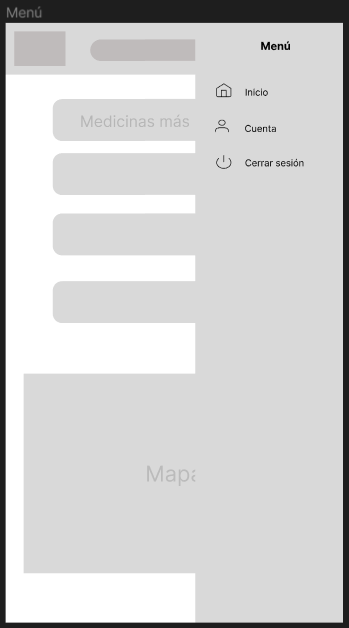 Menú
Menú
Inicio
Cuenta
Cerrar sesión
Medicinas más
Mapa